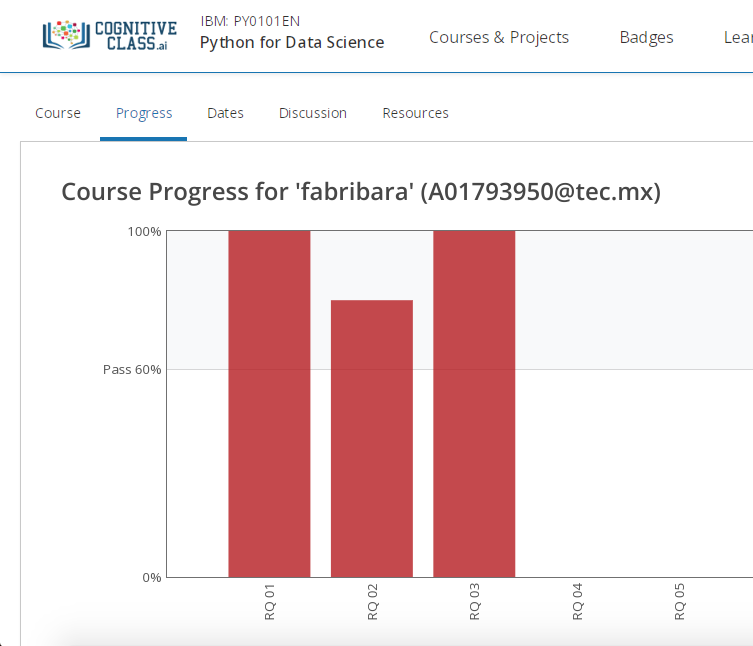 COGNITIVE
CLASS.ai
IBM: PY0101EN
Python for Data Science
Courses & Projects
Badges
Lear
Course
Progress
Dates
Discussion
Resources
Course Progress for 'fabribara' (A01793950@tec.mx)
100%
Pass 60%
0%
RQ 01
RQ 02
RQ 03
RQ 04
RQ 05